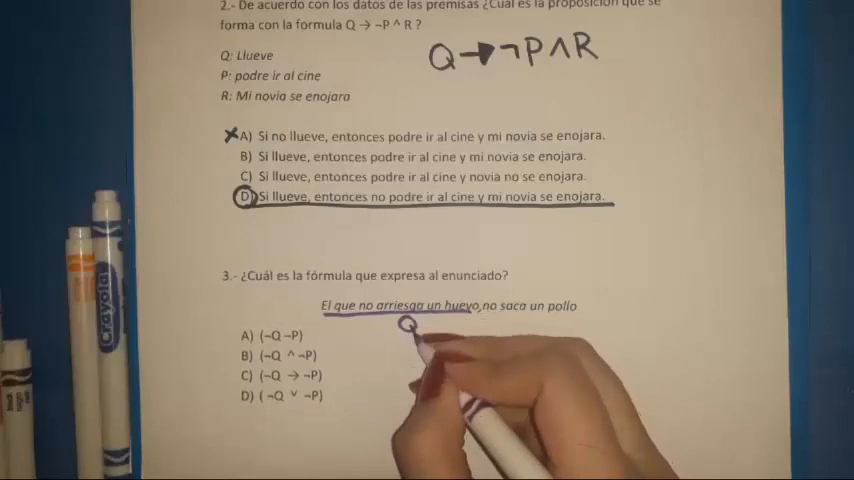 2.- De acuerdo con los datos de las premisas ¿Cuál es la proposición que se
forma con la formula Q → ¬P ^ R ?
Q → ¬P ∧ R
Q: Llueve
P: podre ir al cine
R: Mi novia se enojara
A) Si no llueve, entonces podre ir al cine y mi novia se enojara.
B) Si llueve, entonces podre ir al cine y mi novia se enojara.
C) Si llueve, entonces podre ir al cine y novia no se enojara.
D) Si llueve, entonces no podre ir al cine y mi novia se enojara.
3.- ¿Cuál es la fórmula que expresa al enunciado?
El que no arriesga un huevo, no saca un pollo
Q
A) (¬Q ¬P)
B) (¬Q ^ ¬P)
C) (¬Q → ¬P)
D) ( ¬Q ˅ ¬P)
Crayola